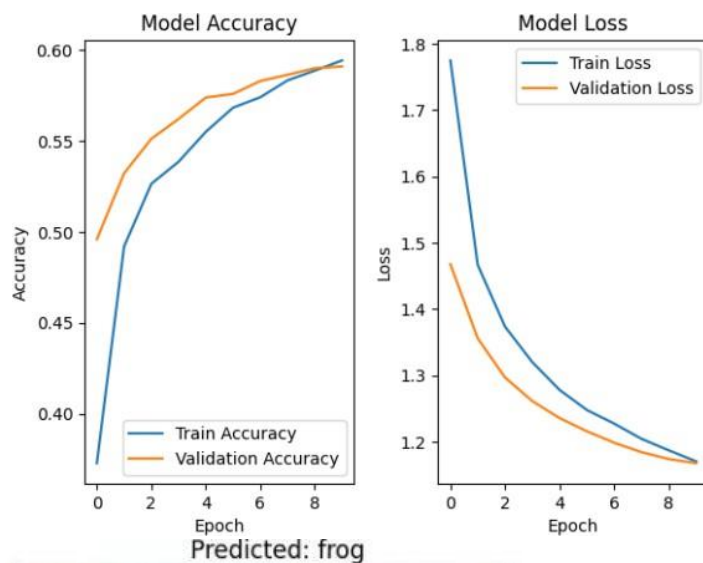 Model Accuracy
0.60
0.55
0.50
0.45
0.40
Accuracy
Train Accuracy
Validation Accuracy
0
2
4
6
8
Epoch
Model Loss
1.8
1.7
1.6
1.5
1.4
1.3
1.2
Loss
Train Loss
Validation Loss
0
2
4
6
8
Epoch
Predicted: frog